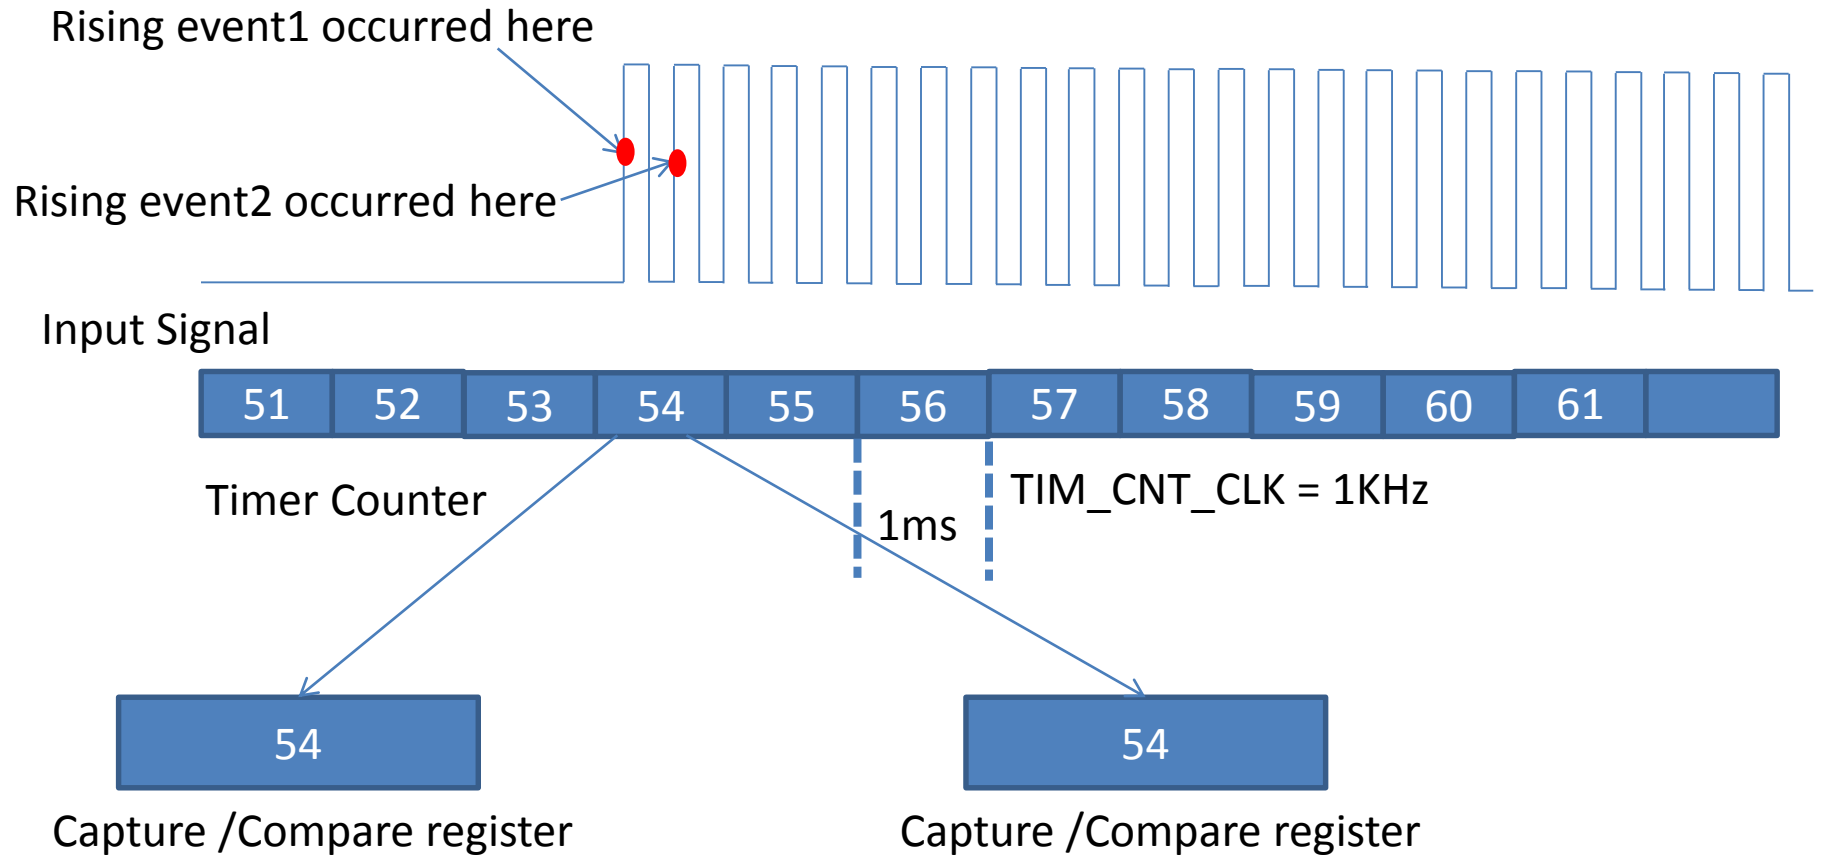 Rising event1 occurred here
Rising event2 occurred here
Input Signal
51 52 53 54 55 56 57 58 59 60 61
Timer Counter
1ms
TIM_CNT_CLK = 1KHz
54
54
Capture /Compare register
Capture /Compare register